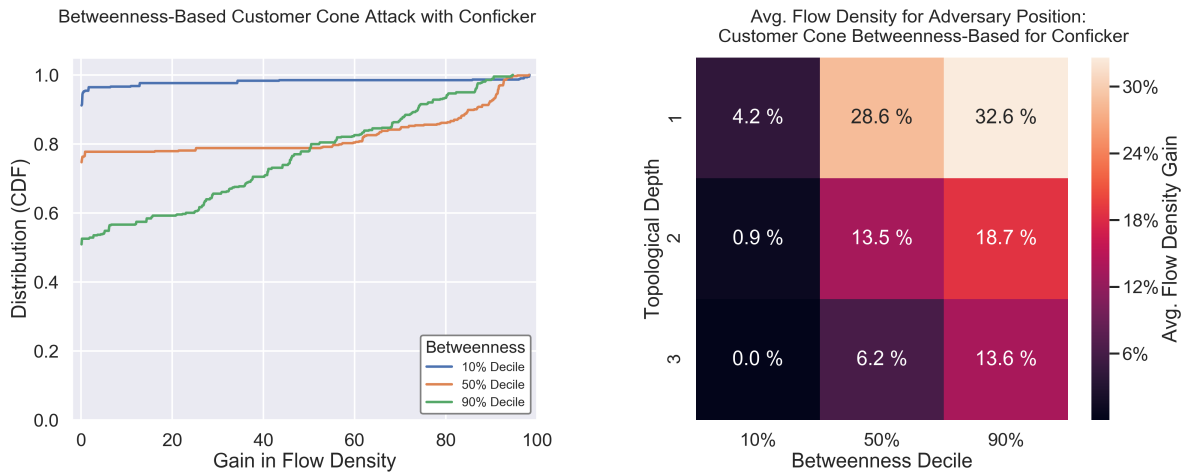 Betweenness-Based Customer Cone Attack with Conficker
1.0
0.8
0.6
0.4
0.2
0.0
Distribution (CDF)
0 20 40 60 80 100
Gain in Flow Density
Betweenness
10% Decile
50% Decile
90% Decile
Avg. Flow Density for Adversary Position:
Customer Cone Betweenness-Based for Conficker
Topological Depth
1
2
3
4.2 % 28.6 % 32.6 %
0.9 % 13.5 % 18.7 %
0.0 % 6.2 % 13.6 %
10% 50% 90%
Betweenness Decile
30%
24%
18%
12%
6%
Avg. Flow Density Gain